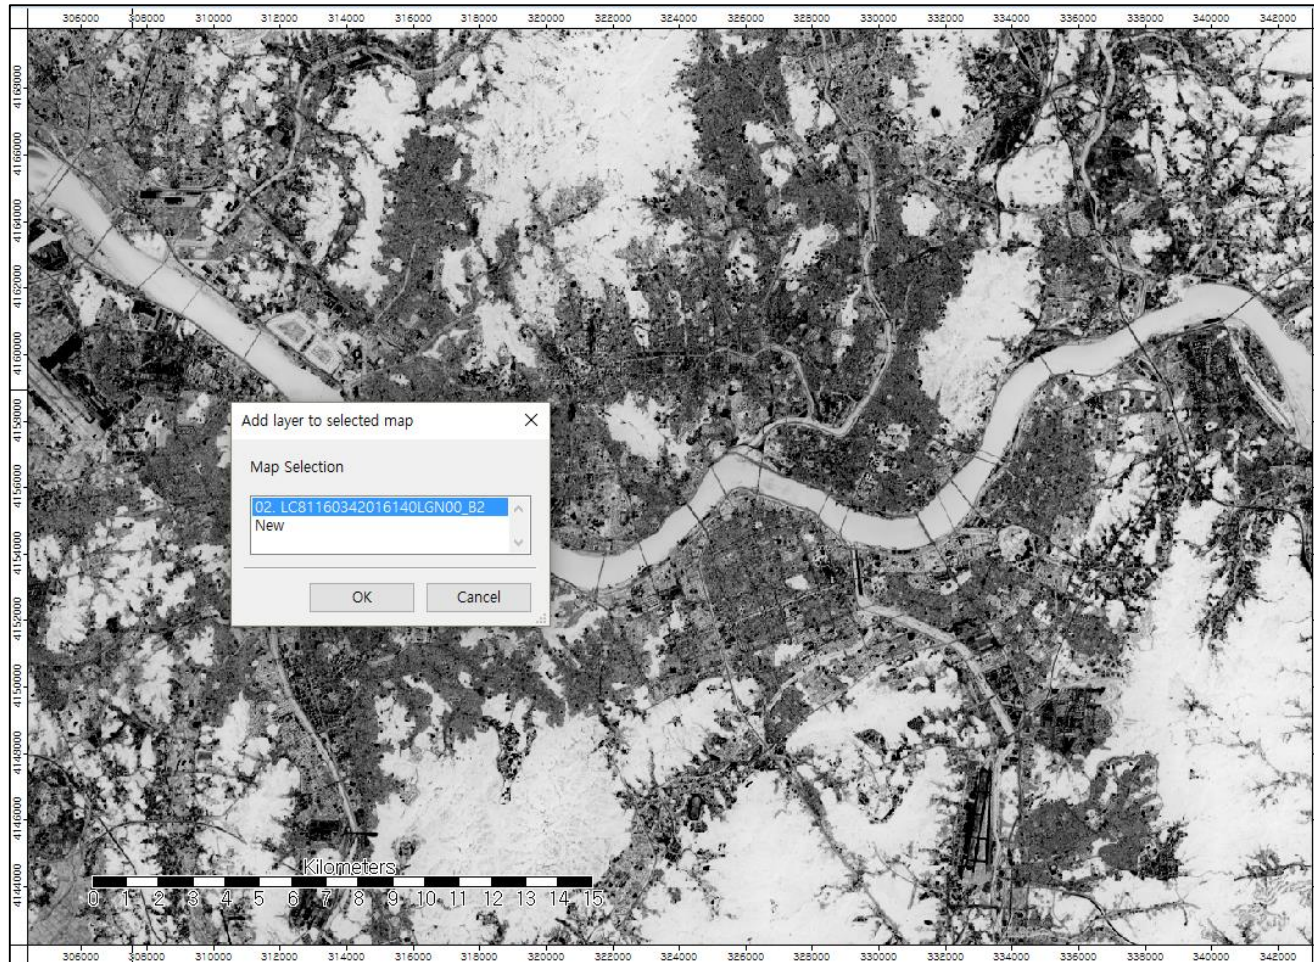 306000 308000 310000 312000 314000 316000 318000 320000 322000 324000 326000 328000 330000 332000 334000 336000 338000 340000 342000
4168000
4166000
4164000
4162000
4160000
4158000
4156000
4154000
4152000
4150000
4148000
4146000
4144000
Add layer to selected map
Map Selection
02. LC81160342016140LGN00_B2
New
OK Cancel
Kilometers
0 1 2 3 4 5 6 7 8 9 10 11 12 13 14 15
306000 308000 310000 312000 314000 316000 318000 320000 322000 324000 326000 328000 330000 332000 334000 336000 338000 340000 342000